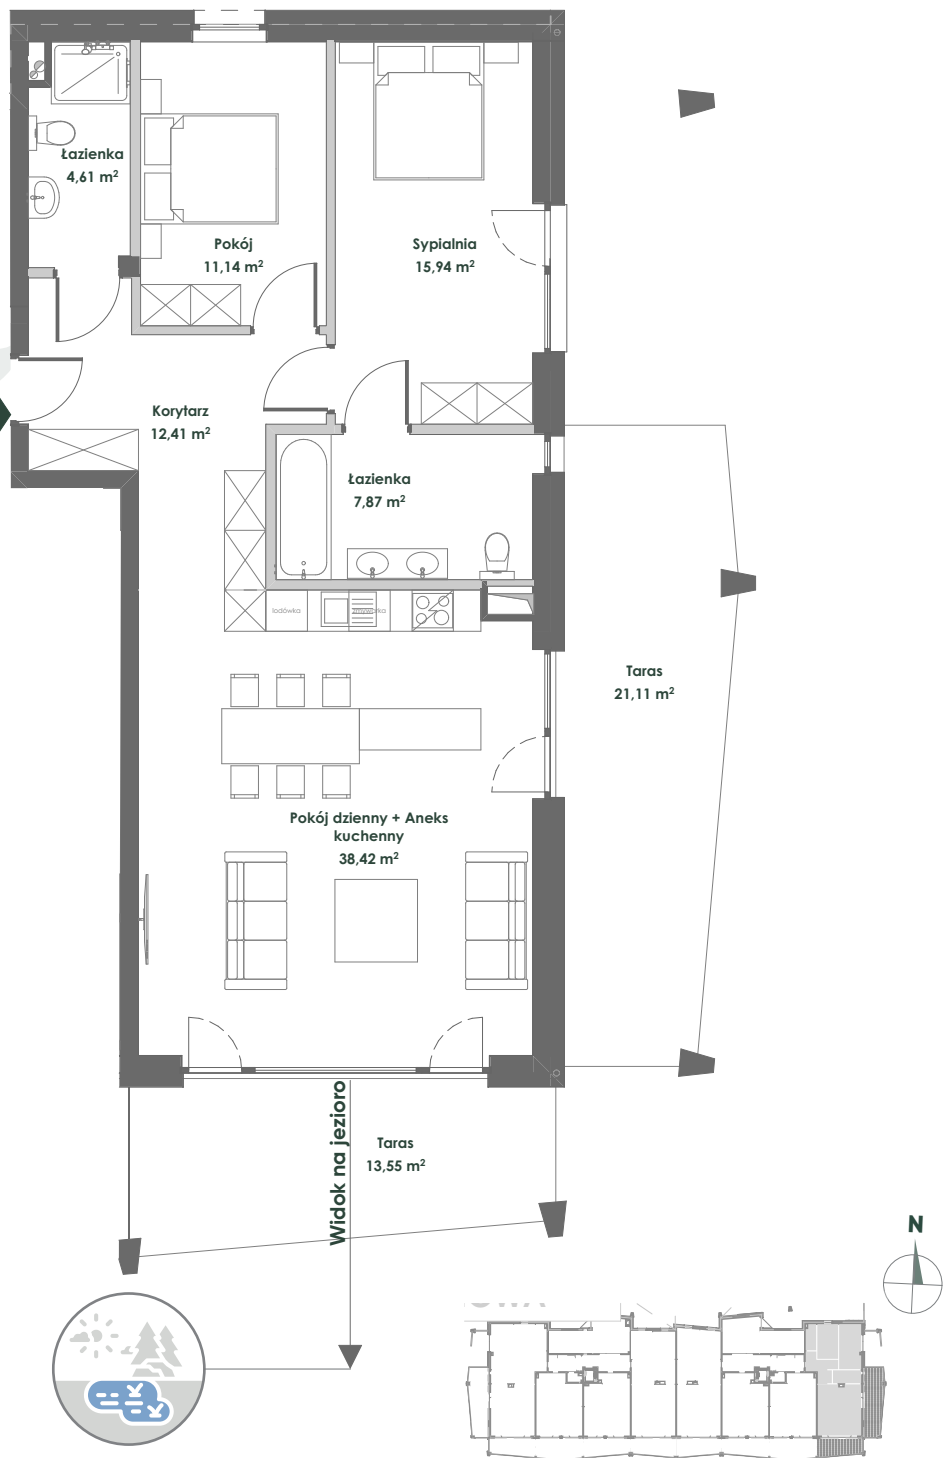 Łazienka
4,61 m²
Pokój
11,14 m²
Sypialnia
15,94 m²
Korytarz
12,41 m²
Łazienka
7,87 m²
lodówka
zmywarka
Taras
21,11 m²
Pokój dzienny + Aneks
kuchenny
38,42 m²
Widok na jezioro
Taras
13,55 m²
N